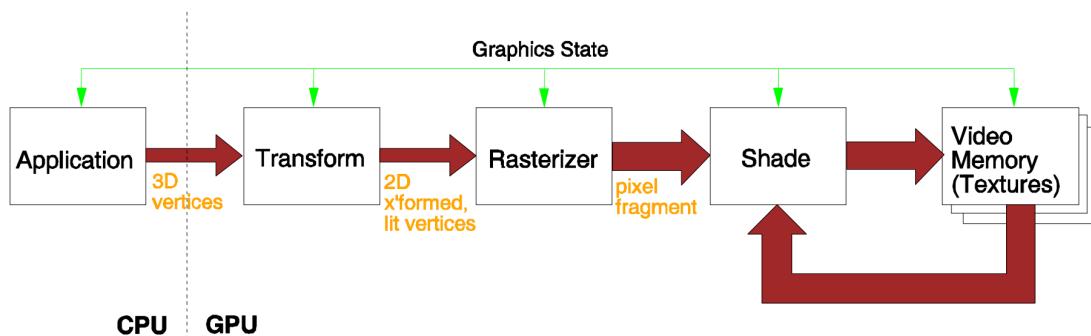 Graphics State
Application
Transform
Rasterizer
Shade
Video
Memory
(Textures)
3D
vertices
2D
x'formed,
lit vertices
pixel
fragment
CPU
GPU